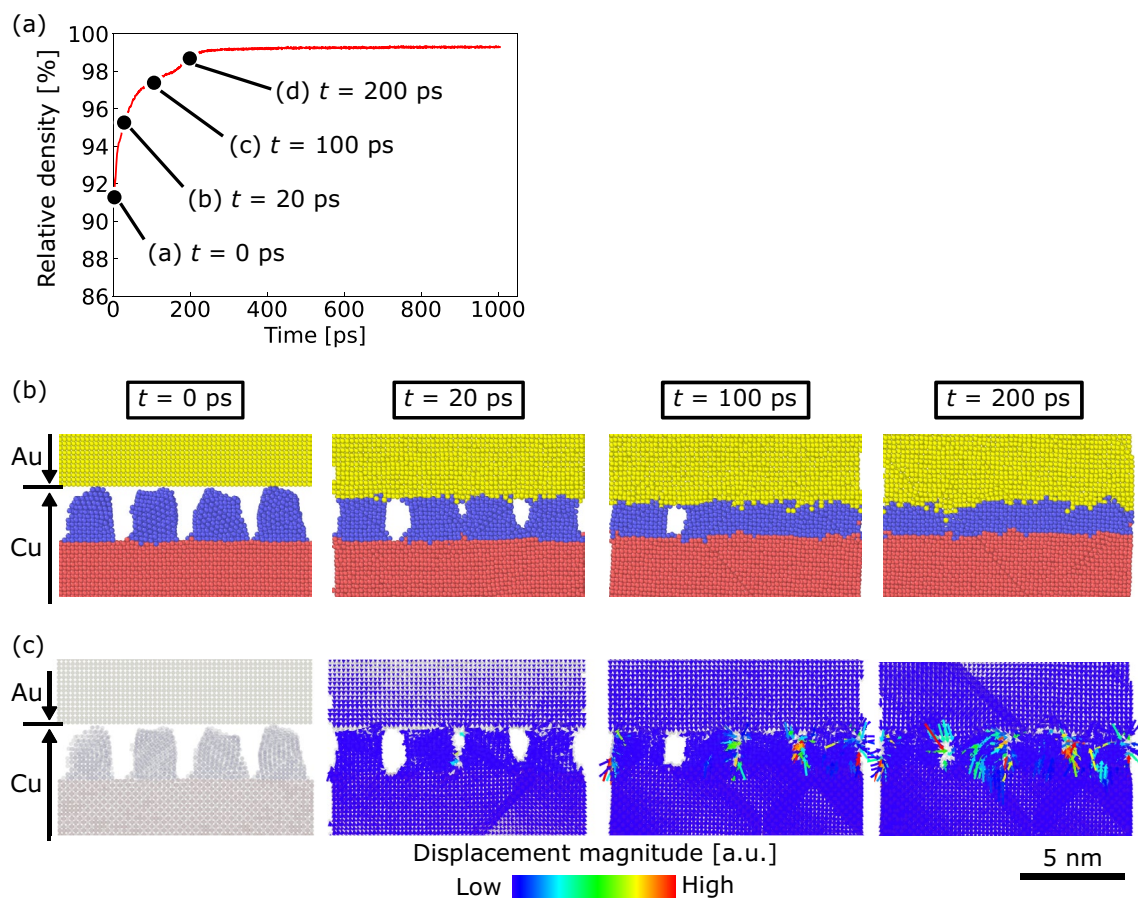 (a)
Relative density [%]
100
98
96
94
92
90
88
86
(d) t = 200 ps
(c) t = 100 ps
(b) t = 20 ps
(a) t = 0 ps
0 200 400 600 800 1000
Time [ps]
(b)
t = 0 ps t = 20 ps t = 100 ps t = 200 ps
Au
Cu
(c)
Au
Cu
Displacement magnitude [a.u.]
Low High
5 nm